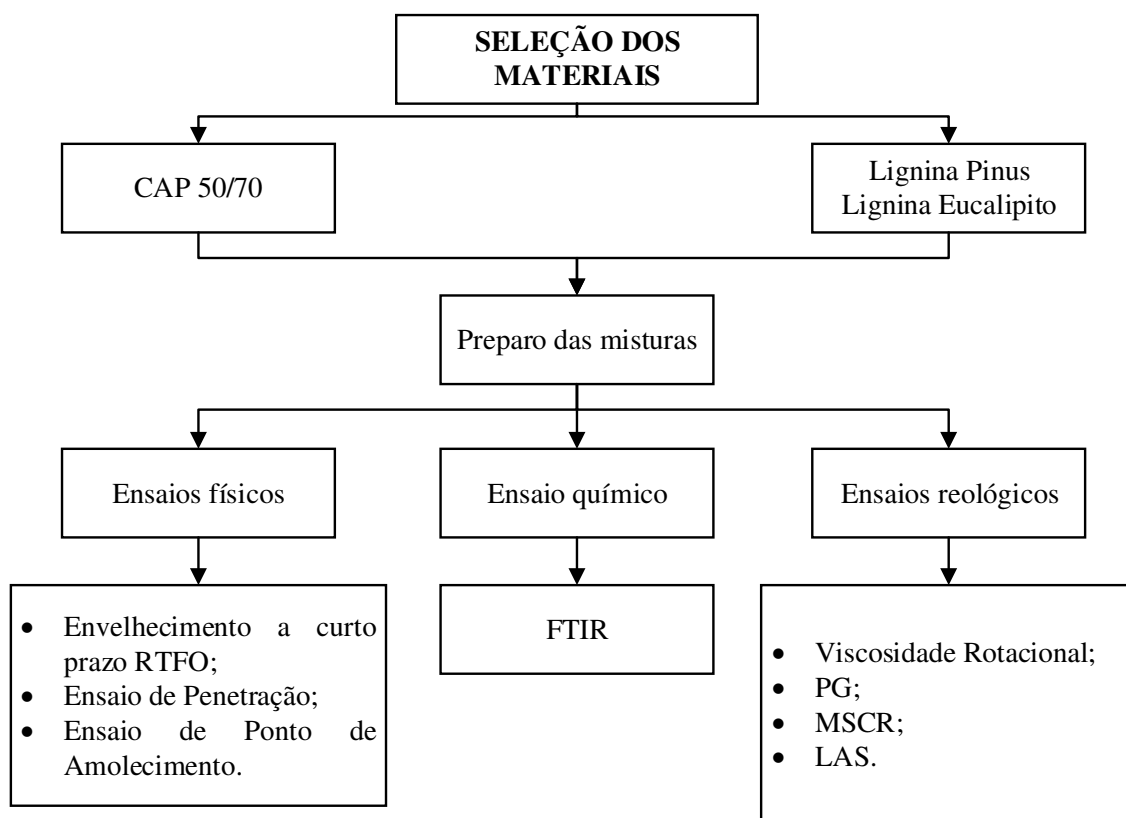 SELEÇÃO DOS
MATERIAIS
CAP 50/70
Lignina Pinus
Lignina Eucalipito
Preparo das misturas
Ensaios físicos
Ensaio químico
Ensaios reológicos
• Envelhecimento a curto
prazo RTFO;
• Ensaio de Penetração;
• Ensaio de Ponto de
Amolecimento.
FTIR
• Viscosidade Rotacional;
• PG;
• MSCR;
• LAS.